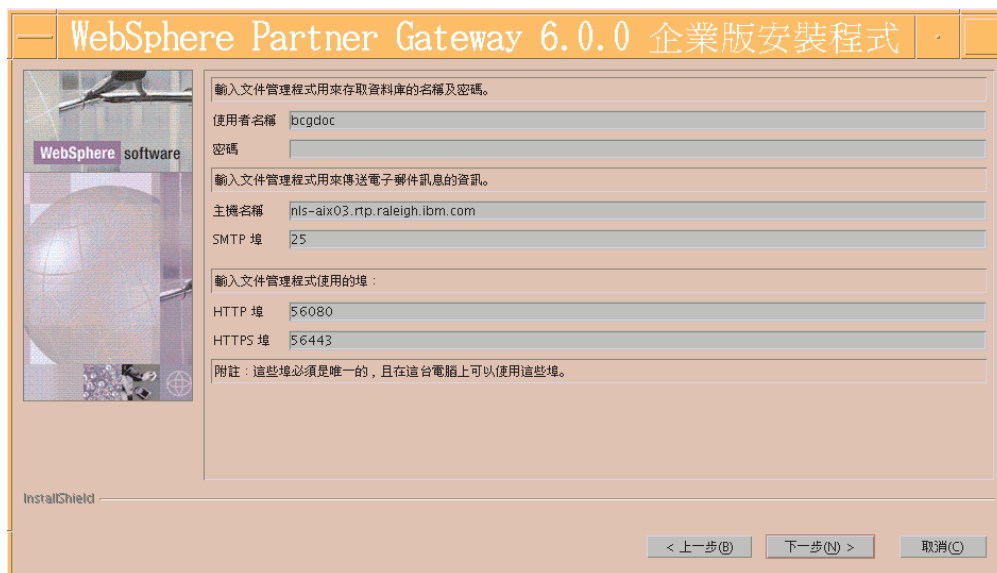 WebSphere Partner Gateway 6.0.0 企業版安裝程式
WebSphere software
輸入文件管理程式用來存取資料庫的名稱及密碼。
使用者名稱 bcgdoc
密碼
輸入文件管理程式用來傳送電子郵件訊息的資訊。
主機名稱 nls-aix03.rtp.raleigh.ibm.com
SMTP 埠 25
輸入文件管理程式使用的埠：
HTTP 埠 56080
HTTPS 埠 56443
附註：這些埠必須是唯一的，且在這台電腦上可以使用這些埠。
InstallShield
< 上一步(B) 下一步(N) > 取消(C)